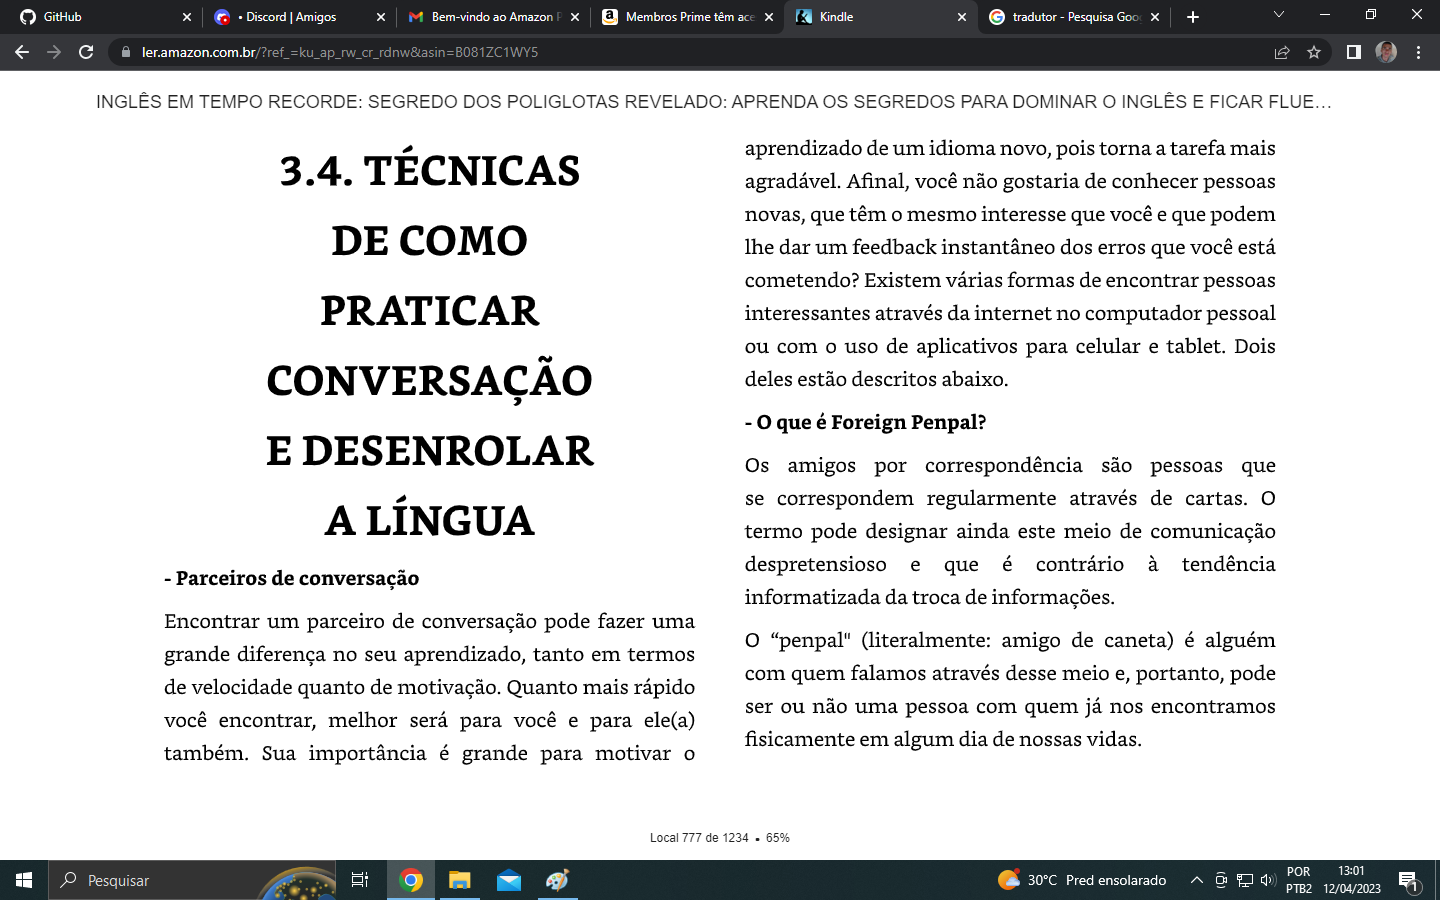 GitHub
• Discord | Amigos
Bem-vindo ao Amazon P
Membros Prime têm ace
Kindle
tradutor - Pesquisa Goo
ler.amazon.com.br/?ref_=ku_ap_rw_cr_rdnw&asin=B081ZC1WY5
INGLÊS EM TEMPO RECORDE: SEGREDO DOS POLIGLOTAS REVELADO: APRENDA OS SEGREDOS PARA DOMINAR O INGLÊS E FICAR FLUE…
3.4. TÉCNICAS
DE COMO
PRATICAR
CONVERSAÇÃO
E DESENROLAR
A LÍNGUA
- Parceiros de conversação
Encontrar um parceiro de conversação pode fazer uma
grande diferença no seu aprendizado, tanto em termos
de velocidade quanto de motivação. Quanto mais rápido
você encontrar, melhor será para você e para ele(a)
também. Sua importância é grande para motivar o
aprendizado de um idioma novo, pois torna a tarefa mais
agradável. Afinal, você não gostaria de conhecer pessoas
novas, que têm o mesmo interesse que você e que podem
lhe dar um feedback instantâneo dos erros que você está
cometendo? Existem várias formas de encontrar pessoas
interessantes através da internet no computador pessoal
ou com o uso de aplicativos para celular e tablet. Dois
deles estão descritos abaixo.
- O que é Foreign Penpal?
Os amigos por correspondência são pessoas que
se correspondem regularmente através de cartas. O
termo pode designar ainda este meio de comunicação
despretensioso e que é contrário à tendência
informatizada da troca de informações.
O “penpal" (literalmente: amigo de caneta) é alguém
com quem falamos através desse meio e, portanto, pode
ser ou não uma pessoa com quem já nos encontramos
fisicamente em algum dia de nossas vidas.
Local 777 de 1234 • 65%
Pesquisar
30°C Pred ensolarado
POR
PTB2
13:01
12/04/2023
1